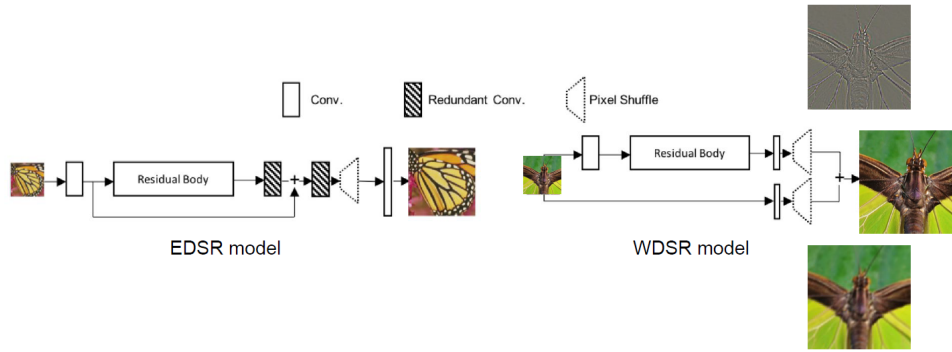 Conv.
Redundant Conv.
Pixel Shuffle
Residual Body
+
EDSR model
Residual Body
+
WDSR model